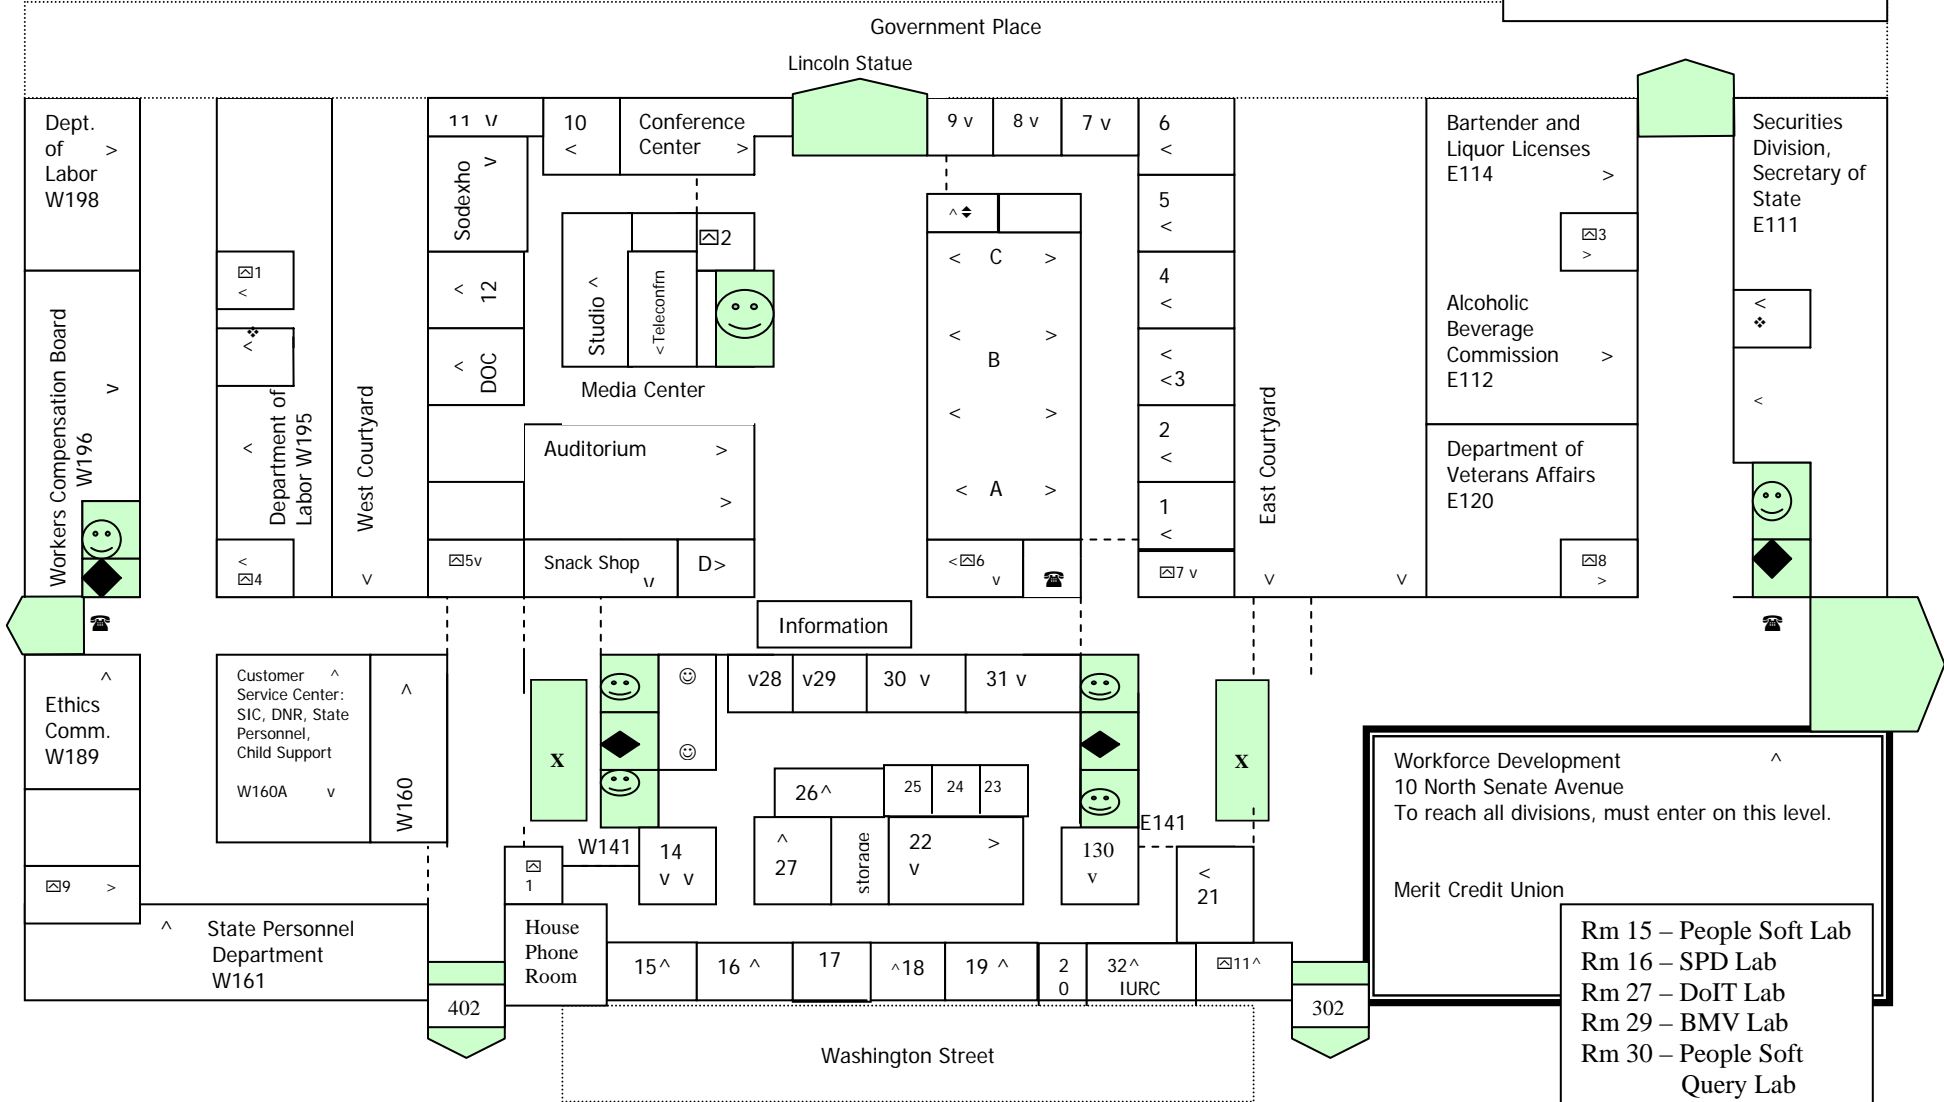 Government Place
Lincoln Statue
Dept.
of >
Labor
W198
11 V
10
<
Conference
Center >
9 v
8 v
7 v
6
<
Bartender and
Liquor Licenses
E114 >
Securities
Division,
Secretary of
State
E111
Sodexho
>
5
<
^
2
3
>
1
<
< C >
4
<
<
12
Studio ^
<Teleconfrn
Alcoholic
Beverage
Commission >
E112
<
❖
Workers Compensation Board
W196
>
❖
<
<
DOC
< >
B
<
<3
Media Center
<
Department of
Labor W195
<
West Courtyard
v
Auditorium >
>
< >
< A >
2
<
1
<
East Courtyard
v
v
Department of
Veterans Affairs
E120
<
4
5v
Snack Shop
v
D>
<6
v
☎
7 v
8
>
☎
Information
☎
^
Ethics
Comm.
W189
Customer ^
Service Center:
SIC, DNR, State
Personnel,
Child Support
W160A v
^
W160
X
☺
☺
v28
v29
30 v
31 v
X
Workforce Development ^
10 North Senate Avenue
To reach all divisions, must enter on this level.
Merit Credit Union
26^
25
24
23
W141
E141
14
v v
^
27
storage
22 >
v
130
v
<
21
1
9 >
^ State Personnel
Department
W161
House
Phone
Room
15^
16 ^
17
^18
19 ^
2
0
32^
IURC
11^
402
302
Washington Street
Rm 15 – People Soft Lab
Rm 16 – SPD Lab
Rm 27 – DoIT Lab
Rm 29 – BMV Lab
Rm 30 – People Soft
Query Lab